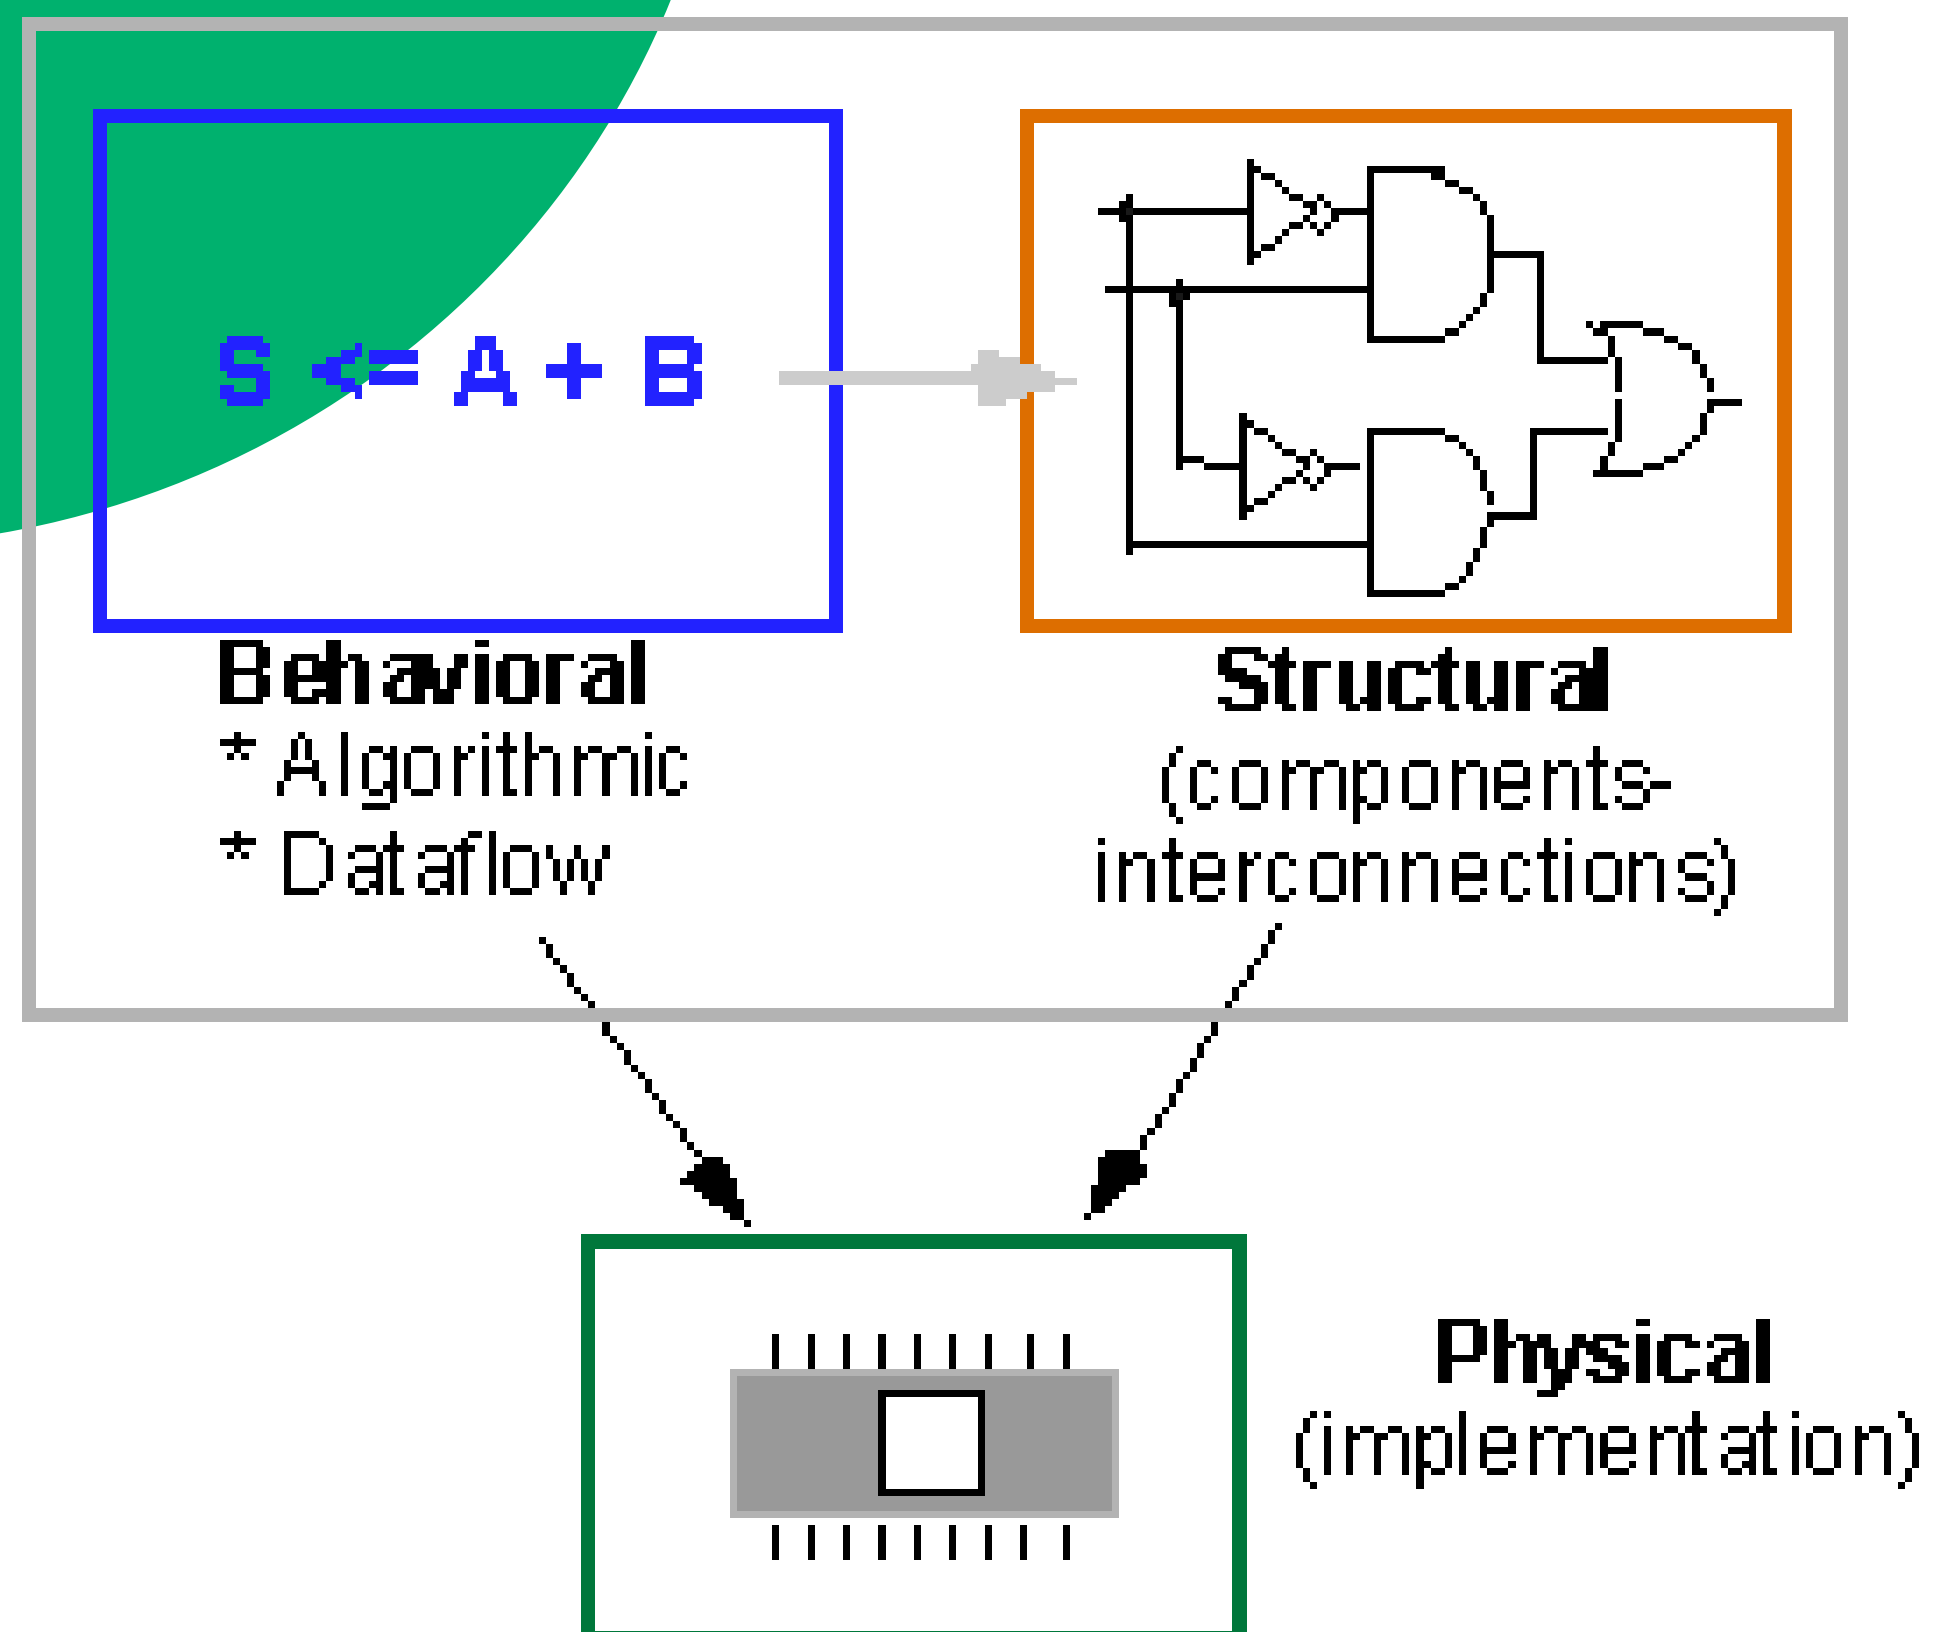 S <= A + B
Behavioral
* Algorithmic
* Dataflow
Structural
(components-
interconnections)
Physical
(implementation)